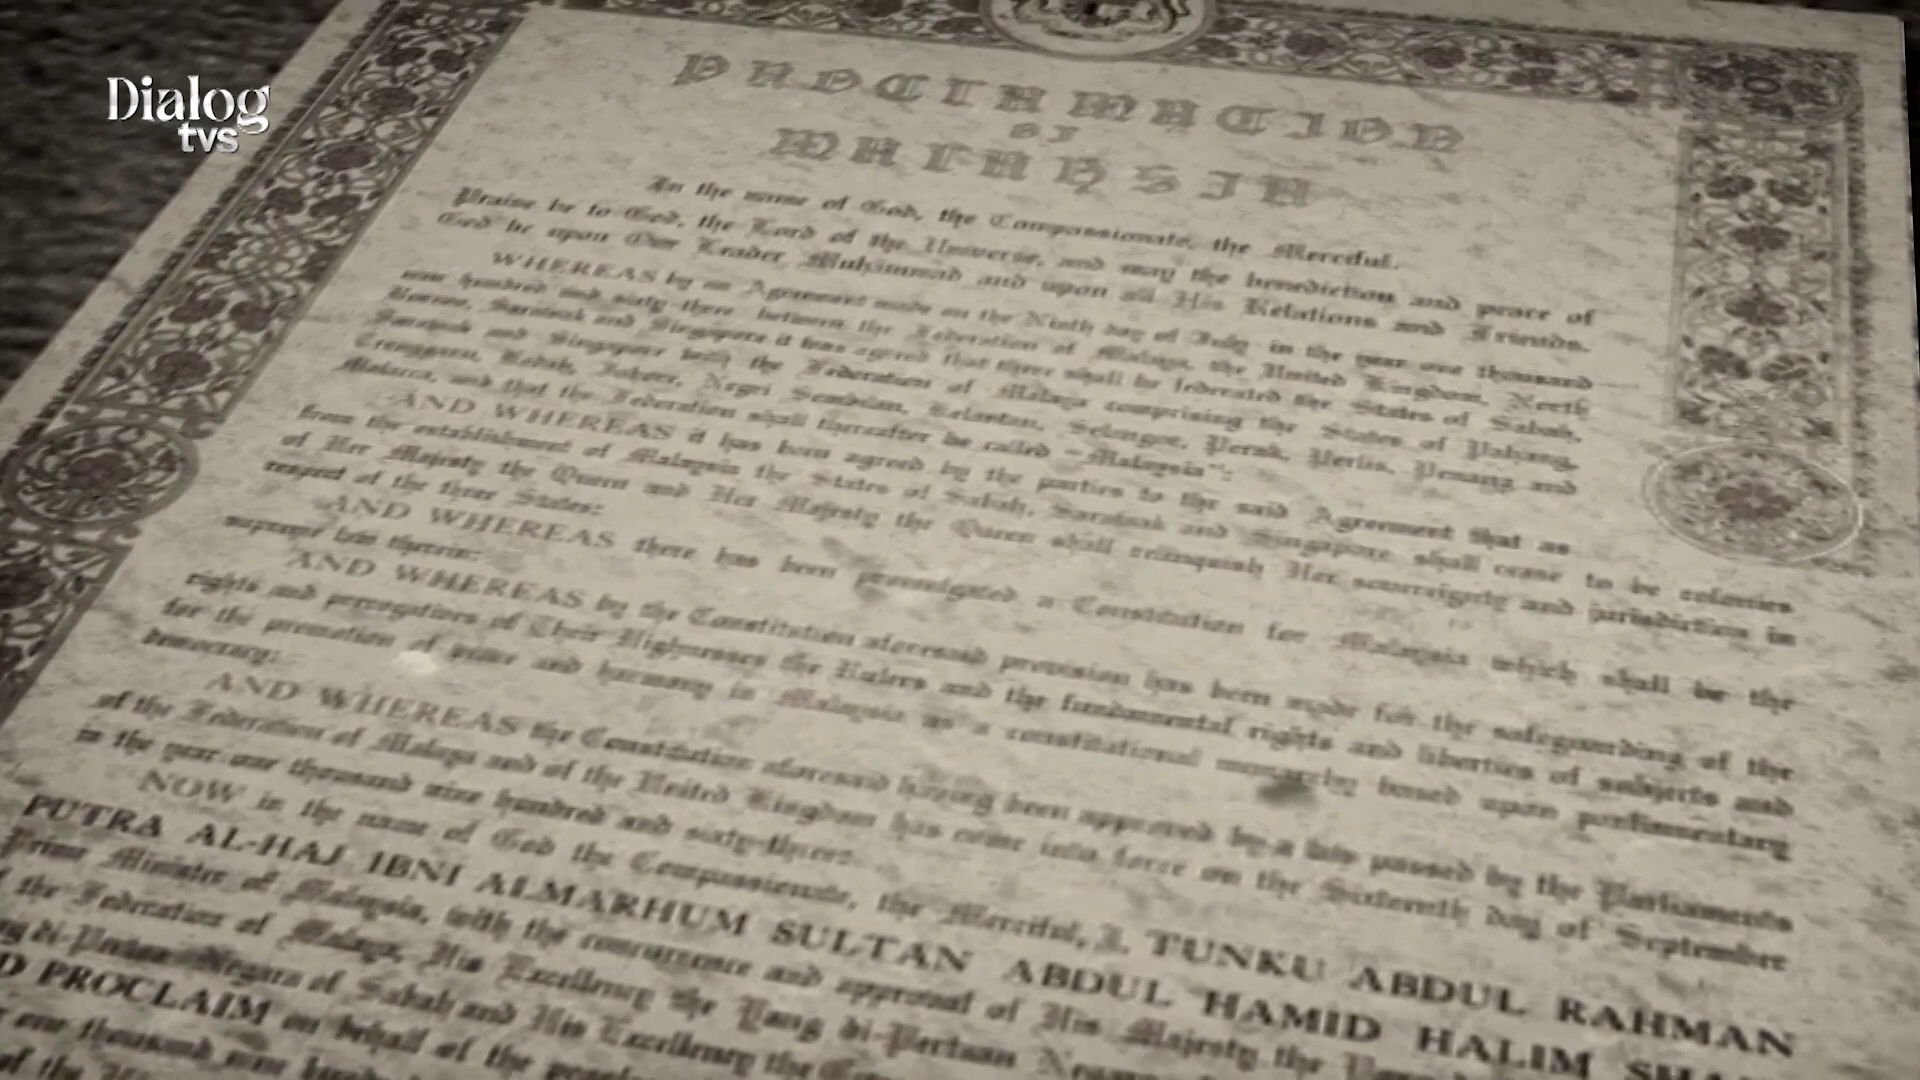 Dialog
tvs
PROCLAMATION
OF
MALAYSIA
In the name of God, the Compassionate, the Merciful.
Praise be to God, the Lord of the Universe, and may the benediction and peace of
God be upon Our Leader Muhammad and upon all His Relations and Friends.
WHEREAS by an Agreement made on the Ninth day of July in the year one thousand
nine hundred and sixty-three between the Federation of Malaya, the United Kingdom, North
Borneo, Sarawak and Singapore it was agreed that there shall be federated the States of Sabah,
Sarawak and Singapore with the Federation of Malaya comprising the States of Pahang,
Trengganu, Kedah, Johore, Negri Sembilan, Kelantan, Selangor, Perak, Perlis, Penang and
Malacca, and that the Federation shall thereafter be called "Malaysia":
AND WHEREAS it has been agreed by the parties to the said Agreement that as
from the establishment of Malaysia the States of Sabah, Sarawak and Singapore shall cease to be colonies
of Her Majesty the Queen and Her Majesty the Queen shall relinquish Her sovereignty and jurisdiction in
respect of the three States:
AND WHEREAS there has been promulgated a Constitution for Malaysia which shall be the
supreme law therein:
AND WHEREAS by the Constitution aforesaid provision has been made for the safeguarding of the
rights and prerogatives of Their Highnesses the Rulers and the fundamental rights and liberties of subjects and
for the promotion of peace and harmony in Malaysia as a constitutional monarchy based upon parliamentary
democracy:
AND WHEREAS the Constitution aforesaid having been approved by a law passed by the Parliaments
of the Federation of Malaya and of the United Kingdom has come into force on the Sixteenth day of September
in the year one thousand nine hundred and sixty-three:
NOW in the name of God the Compassionate, the Merciful, I, TUNKU ABDUL RAHMAN
PUTRA AL-HAJ IBNI ALMARHUM SULTAN ABDUL HAMID HALIM SHA
Prime Minister of Malaysia, with the concurrence and approval of His Majesty the
the Federation of Malaya, His Excellency the Yang di-Pertuan
di-Pertuan Negara of Sabah and His Excellency the
D PROCLAIM on behalf of the
one thousand nine
of the